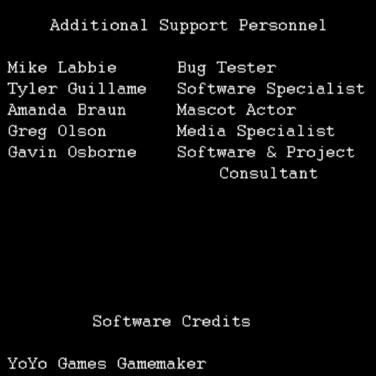 Additional Support Personnel
Mike Labbie Bug Tester
Tyler Guillame Software Specialist
Amanda Braun Mascot Actor
Greg Olson Media Specialist
Gavin Osborne Software & Project
Consultant
Software Credits
YoYo Games Gamemaker